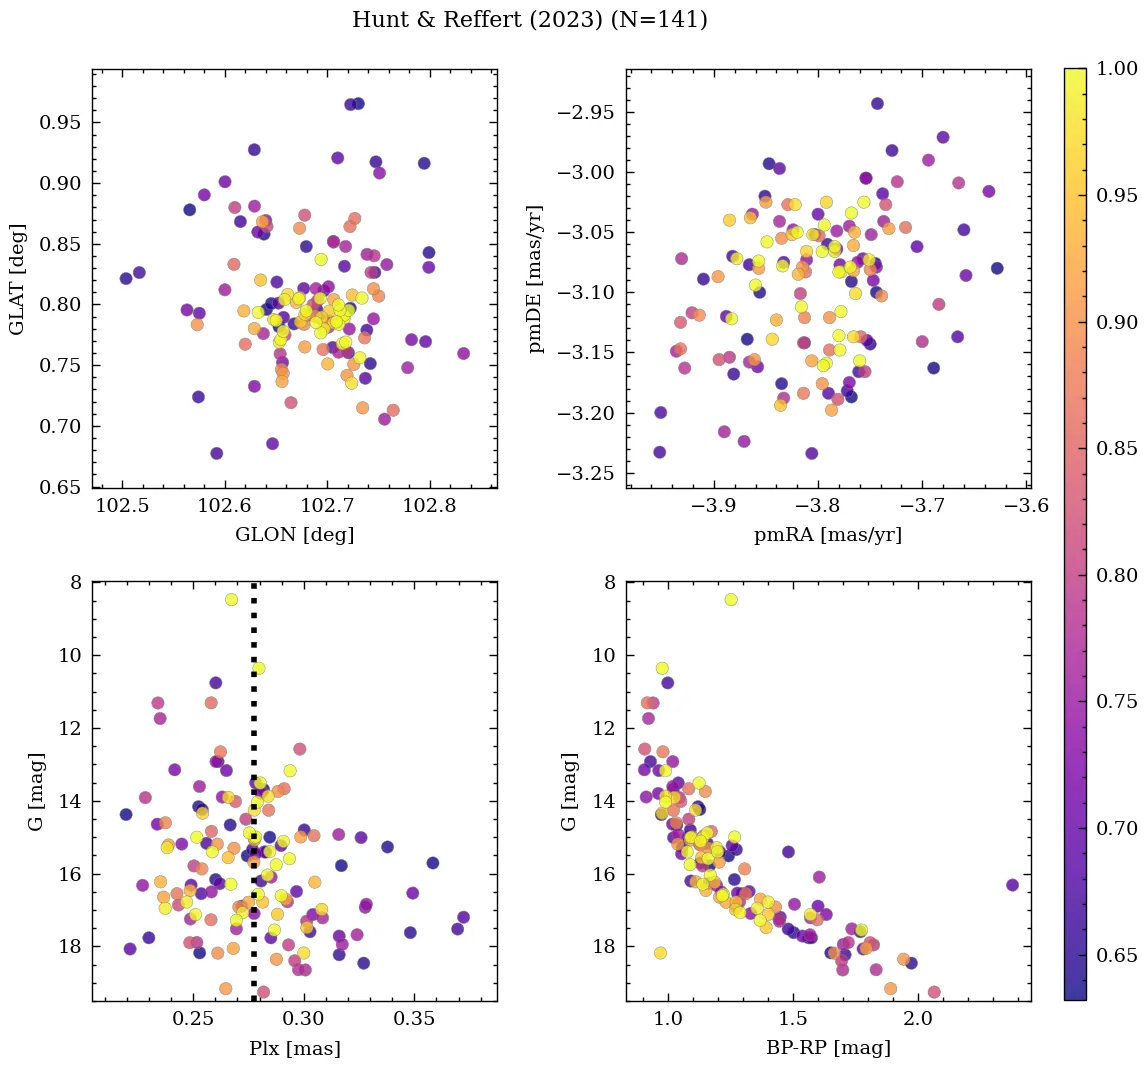 Hunt & Reffert (2023) (N=141)
GLAT [deg]
0.95
0.90
0.85
0.80
0.75
0.70
0.65
102.5 102.6 102.7 102.8
GLON [deg]
pmDE [mas/yr]
−2.95
−3.00
−3.05
−3.10
−3.15
−3.20
−3.25
−3.9 −3.8 −3.7 −3.6
pmRA [mas/yr]
G [mag]
8
10
12
14
16
18
0.25 0.30 0.35
Plx [mas]
G [mag]
8
10
12
14
16
18
1.0 1.5 2.0
BP-RP [mag]
1.00
0.95
0.90
0.85
0.80
0.75
0.70
0.65